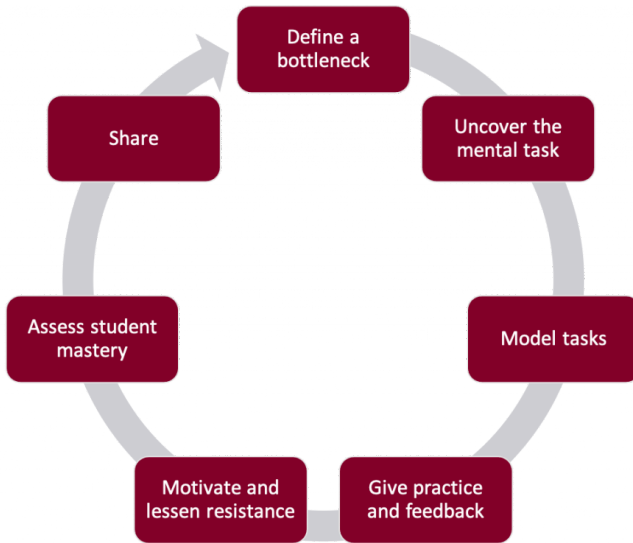 Define a
bottleneck
Uncover the
mental task
Model tasks
Give practice
and feedback
Motivate and
lessen resistance
Assess student
mastery
Share